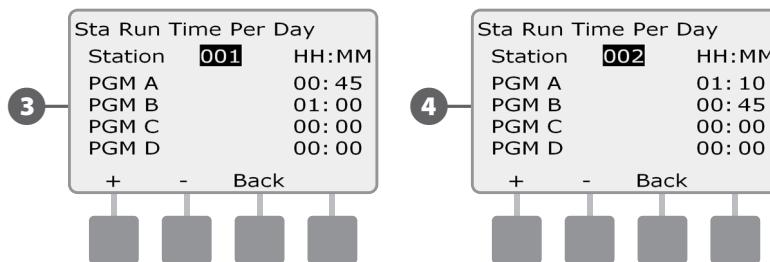 3
Sta Run Time Per Day
Station 001 HH:MM
PGM A 00:45
PGM B 01:00
PGM C 00:00
PGM D 00:00
+ - Back
4
Sta Run Time Per Day
Station 002 HH:MM
PGM A 01:10
PGM B 00:45
PGM C 00:00
PGM D 00:00
+ - Back